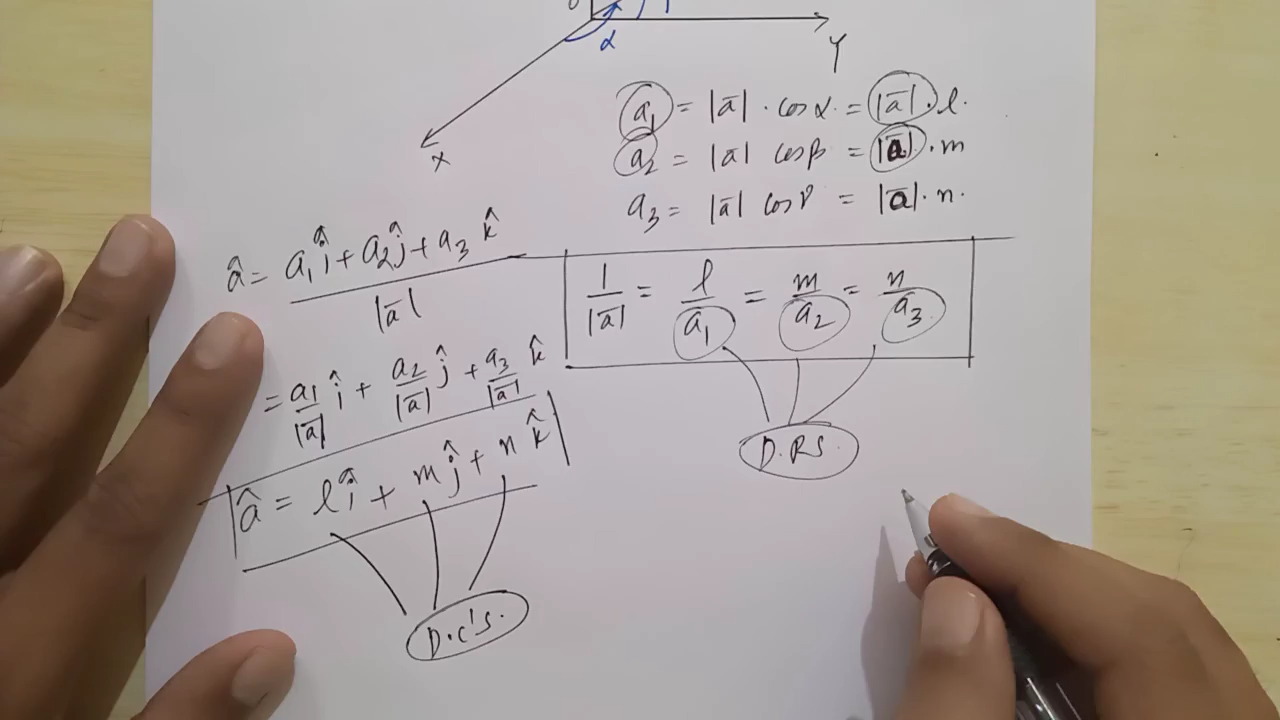 0
α
Y
X
a₁ = |a̅| · cos α = |a̅| · l.
a₂ = |a̅| cos β = |a̅| · m
a₃ = |a̅| cos γ = |a̅| · n.
â = a₁î + a₂ĵ + a₃k̂ / |a̅|
= a₁/|a̅| î + a₂/|a̅| ĵ + a₃/|a̅| k̂
â = lî + mĵ + nk̂
D.C'S.
1/|a̅| = l/a₁ = m/a₂ = n/a₃
D.RS.